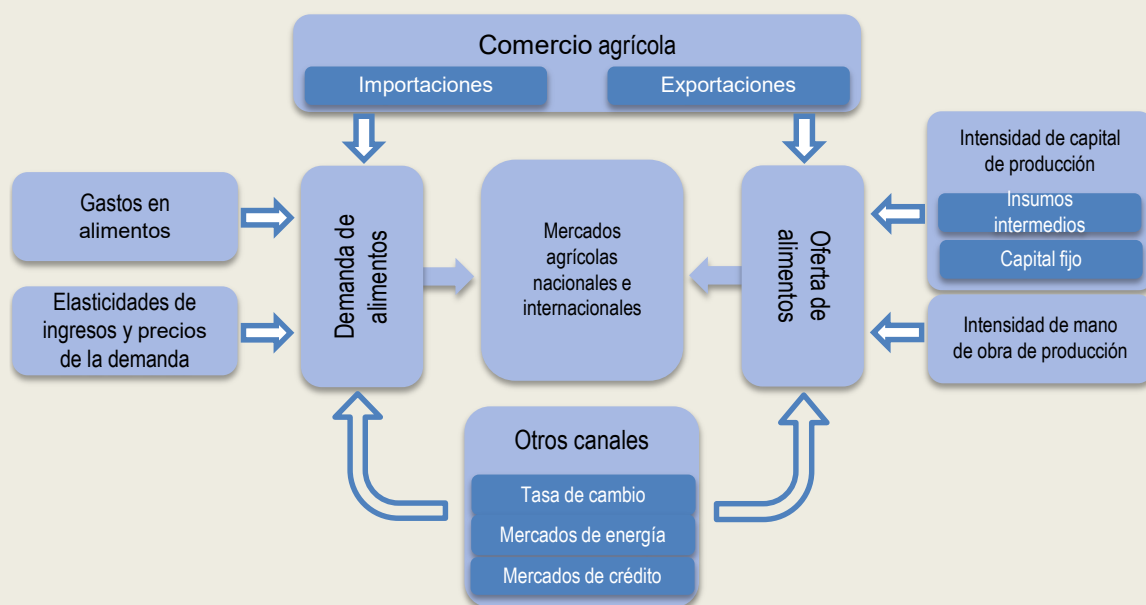 Comercio agrícola
Importaciones
Exportaciones
Gastos en
alimentos
Elasticidades de
ingresos y precios
de la demanda
Demanda de
alimentos
Mercados
agrícolas
nacionales e
internacionales
Oferta de
alimentos
Intensidad de capital
de producción
Insumos
intermedios
Capital fijo
Intensidad de mano
de obra de producción
Otros canales
Tasa de cambio
Mercados de energía
Mercados de crédito